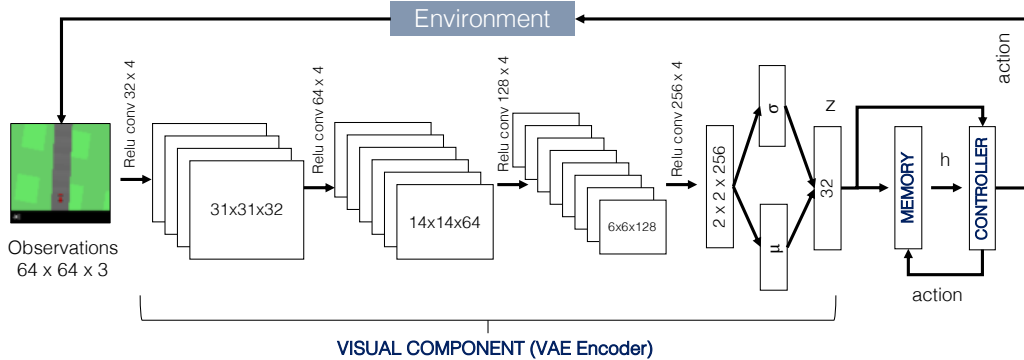 Environment
action
Relu conv 32 x 4
Relu conv 64 x 4
Relu conv 128 x 4
Relu conv 256 x 4
31x31x32
14x14x64
6x6x128
2 x 2 x 256
σ
μ
Z
32
MEMORY
h
CONTROLLER
action
Observations
64 x 64 x 3
VISUAL COMPONENT (VAE Encoder)